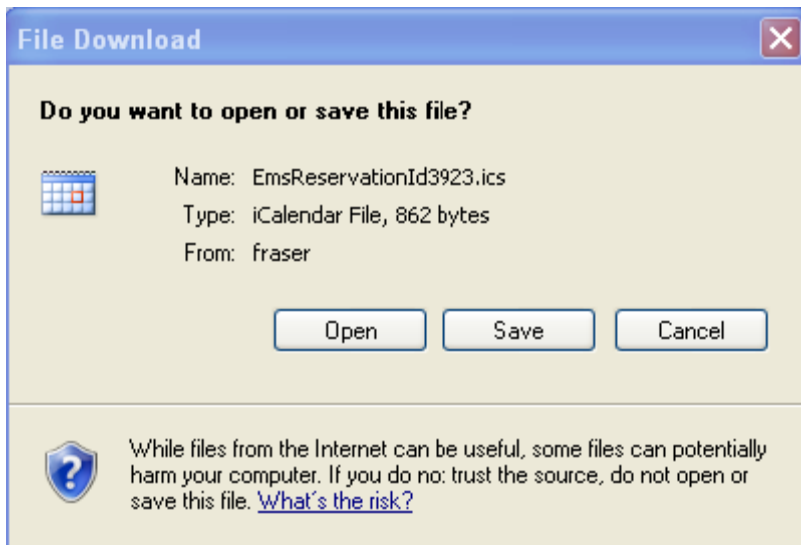 File Download
Do you want to open or save this file?
Name: EmsReservationId3923.ics
Type: iCalendar File, 862 bytes
From: fraser
Open Save Cancel
While files from the Internet can be useful, some files can potentially
harm your computer. If you do no: trust the source, do not open or
save this file. What's the risk?